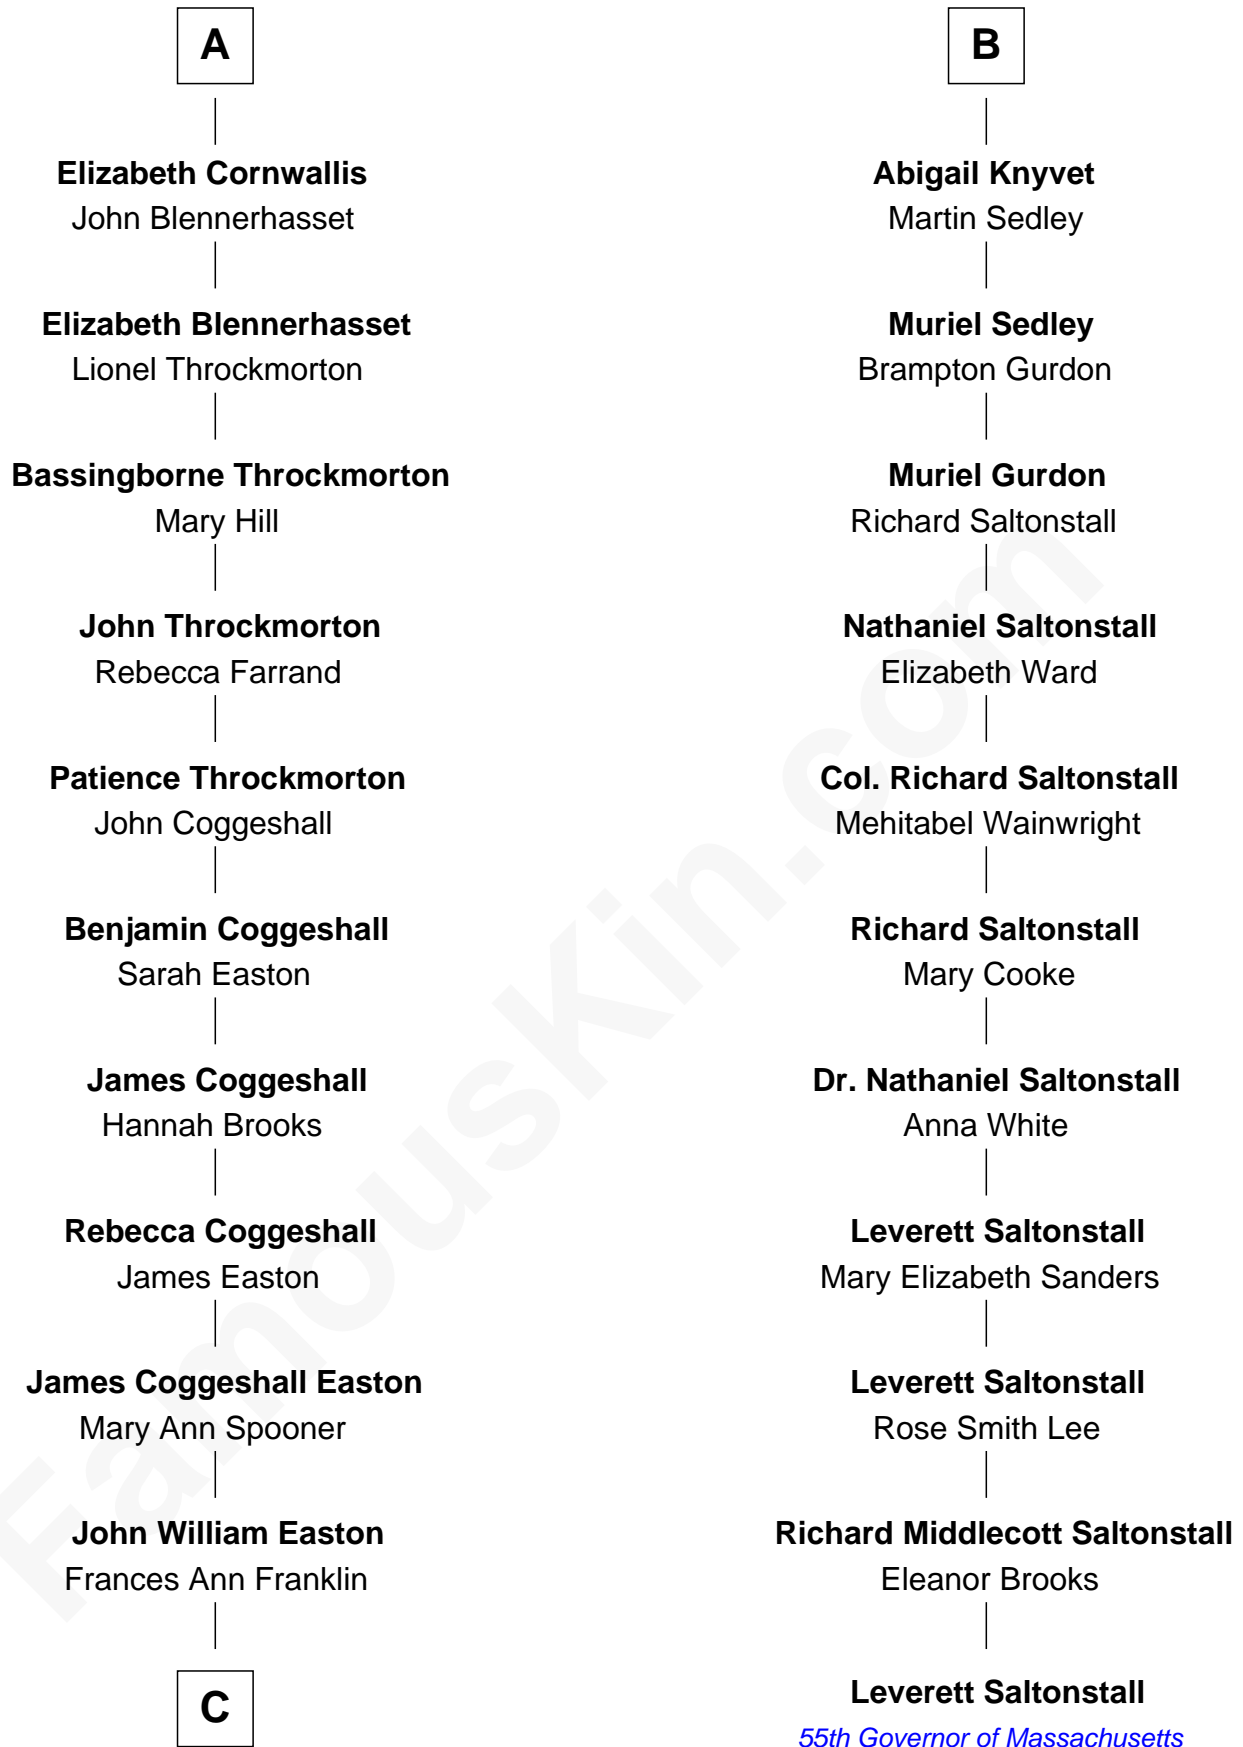 A
Elizabeth Cornwallis
John Blennerhasset
Elizabeth Blennerhasset
Lionel Throckmorton
Bassingborne Throckmorton
Mary Hill
John Throckmorton
Rebecca Farrand
Patience Throckmorton
John Coggeshall
Benjamin Coggeshall
Sarah Easton
James Coggeshall
Hannah Brooks
Rebecca Coggeshall
James Easton
James Coggeshall Easton
Mary Ann Spooner
John William Easton
Frances Ann Franklin
C
B
Abigail Knyvet
Martin Sedley
Muriel Sedley
Brampton Gurdon
Muriel Gurdon
Richard Saltonstall
Nathaniel Saltonstall
Elizabeth Ward
Col. Richard Saltonstall
Mehitabel Wainwright
Richard Saltonstall
Mary Cooke
Dr. Nathaniel Saltonstall
Anna White
Leverett Saltonstall
Mary Elizabeth Sanders
Leverett Saltonstall
Rose Smith Lee
Richard Middlecott Saltonstall
Eleanor Brooks
Leverett Saltonstall
55th Governor of Massachusetts
FamousKin.com